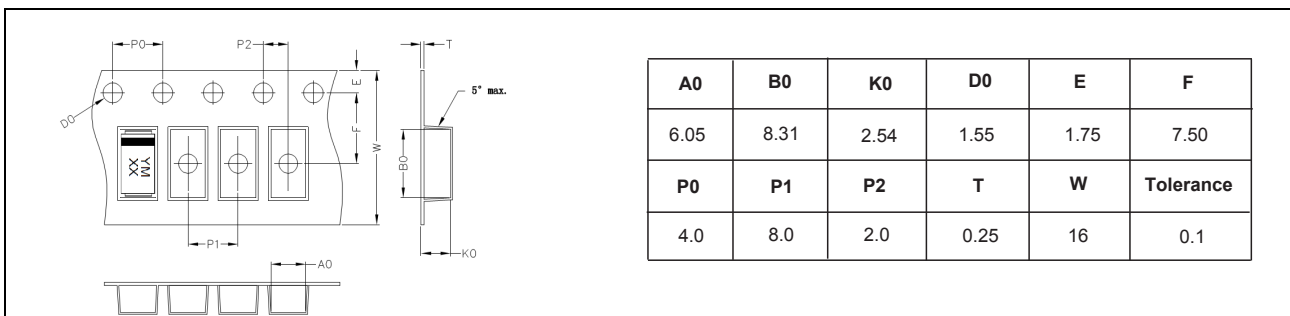 P0
P2
T
E
5° max.
D0
F
W
B0
YM
XX
P1
K0
A0
A0 B0 K0 D0 E F
6.05 8.31 2.54 1.55 1.75 7.50
P0 P1 P2 T W Tolerance
4.0 8.0 2.0 0.25 16 0.1